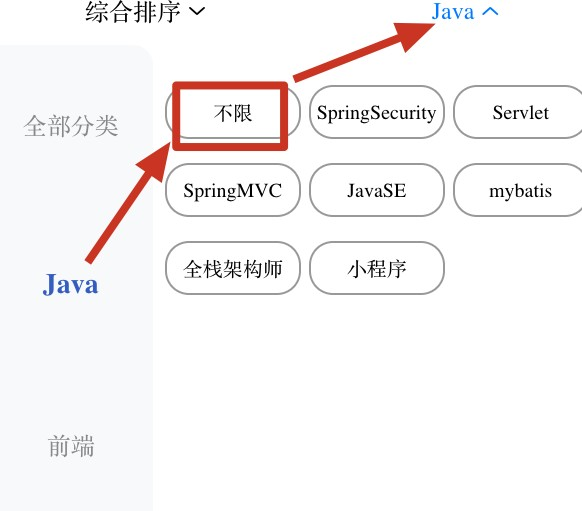 综合排序 Java
全部分类
不限 SpringSecurity Servlet
SpringMVC JavaSE mybatis
Java
全栈架构师 小程序
前端